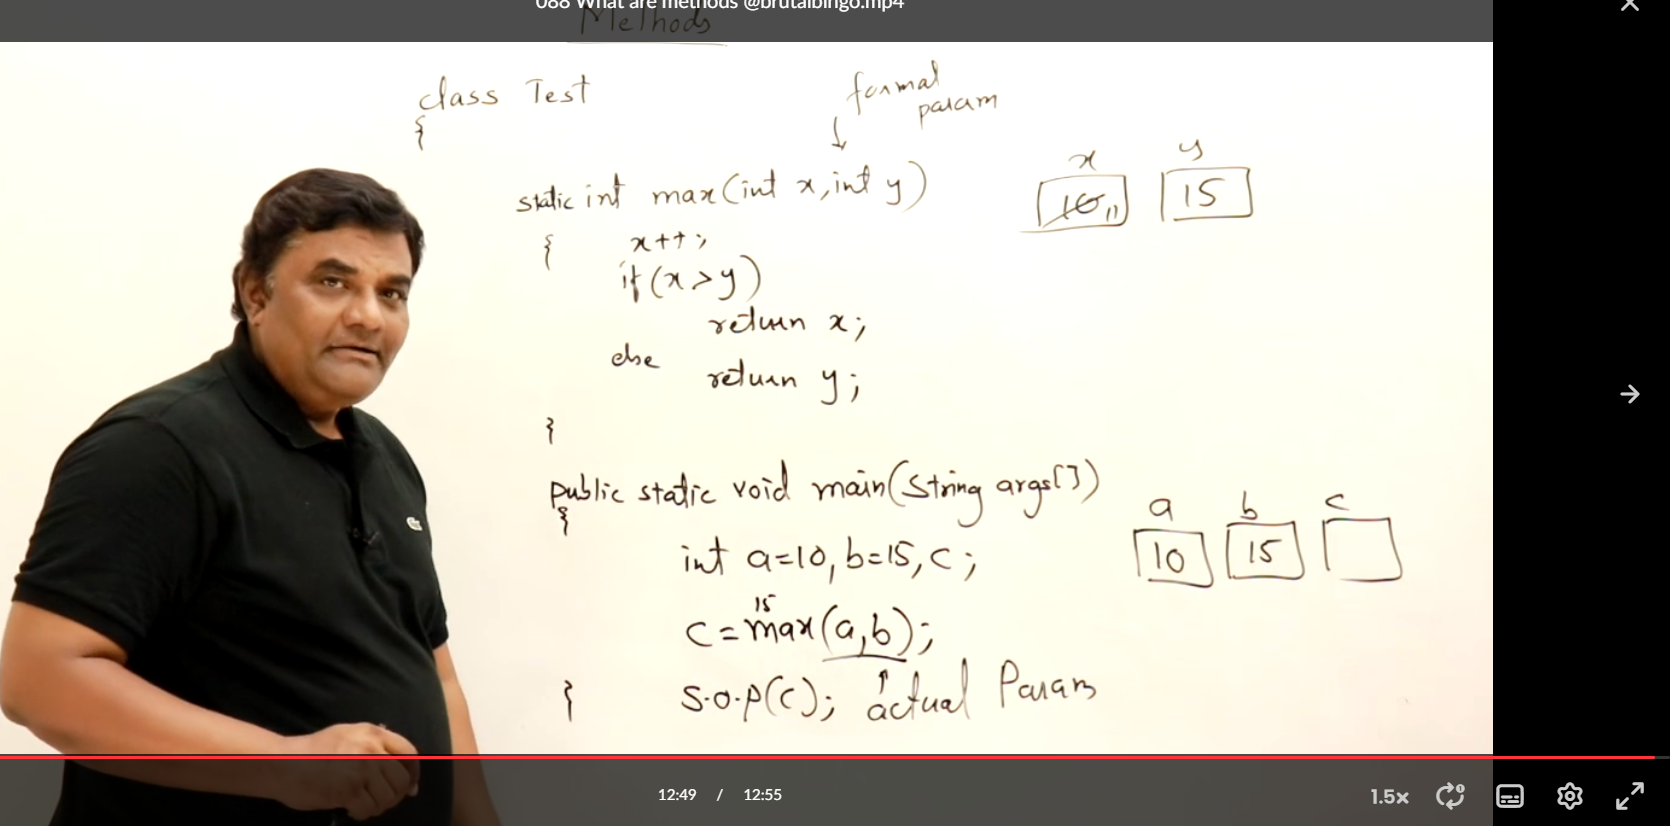 088 What are methods @brutalbingo.mp4
Methods
class Test
{
formal
param
static int max(int x, int y)
x
y
10 11
15
{ x++;
if(x>y)
return x;
else
return y;
}
public static void main(String args[])
{
a
b
c
int a=10, b=15, c;
10
15
15
c=max(a,b);
} S.O.P(c);
actual Param
12:49 / 12:55
1.5x